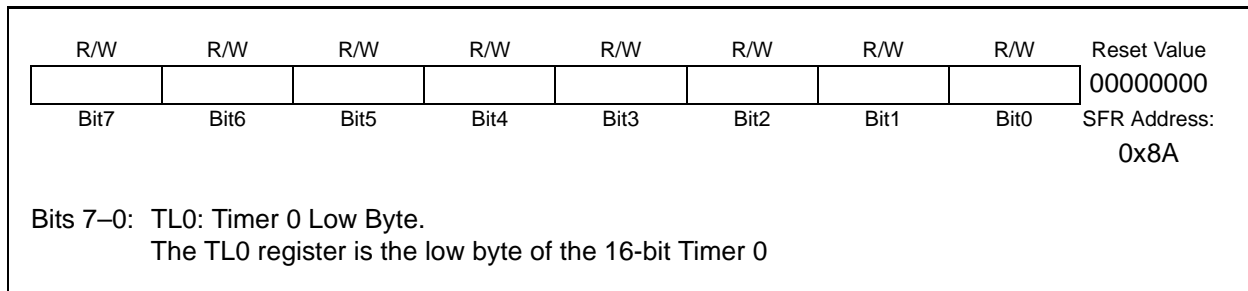 R/W R/W R/W R/W R/W R/W R/W R/W Reset Value
00000000
Bit7 Bit6 Bit5 Bit4 Bit3 Bit2 Bit1 Bit0 SFR Address:
0x8A
Bits 7–0: TL0: Timer 0 Low Byte.
The TL0 register is the low byte of the 16-bit Timer 0